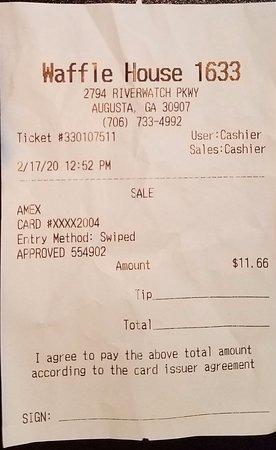 Waffle House 1633
2794 RIVERWATCH PKWY
AUGUSTA, GA 30907
(706) 733-4992
Ticket #330107511 User:Cashier
Sales:Cashier
2/17/20 12:52 PM
SALE
AMEX
CARD #XXXX2004
Entry Method: Swiped
APPROVED 554902
Amount $11.66
Tip
Total
I agree to pay the above total amount
according to the card issuer agreement
SIGN: